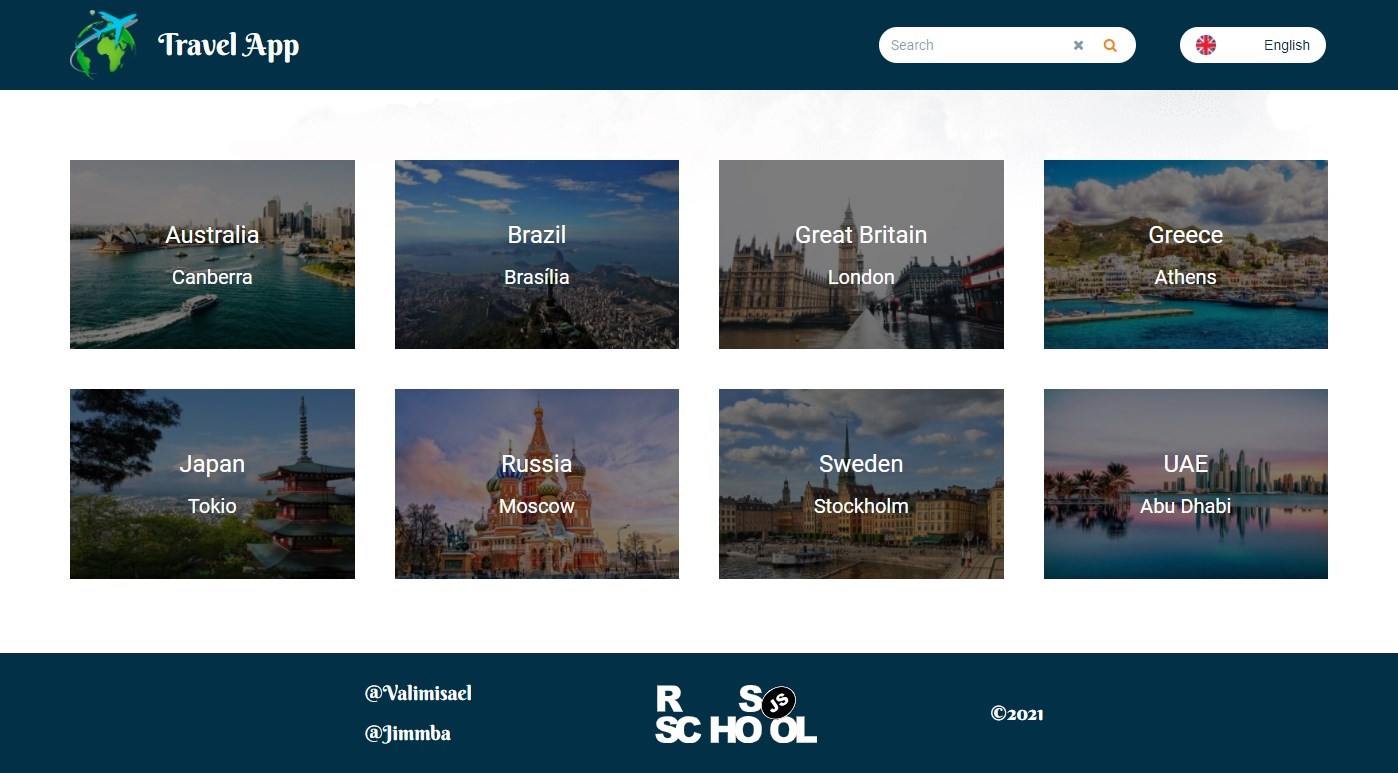 Travel App
Search
English
Australia
Canberra
Brazil
Brasília
Great Britain
London
Greece
Athens
Japan
Tokio
Russia
Moscow
Sweden
Stockholm
UAE
Abu Dhabi
@Valimisael
@Jimmba
R S JS
SCHOOL
©2021